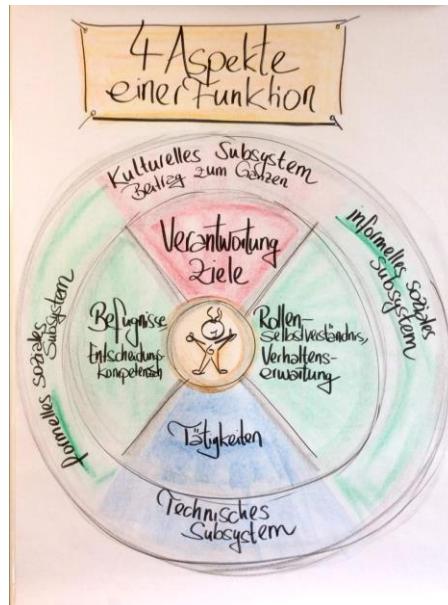 4 Aspekte
einer Funktion
Kulturelles Subsystem
Beitrag zum Ganzen
Verantwortung
Ziele
formelles soziales
Subsystem
Befugnisse
Entscheidungs-
kompetenzen
Rollen-
selbstverständnis,
Verhaltens-
erwartung
informelles soziales
Subsystem
Tätigkeiten
Technisches
Subsystem